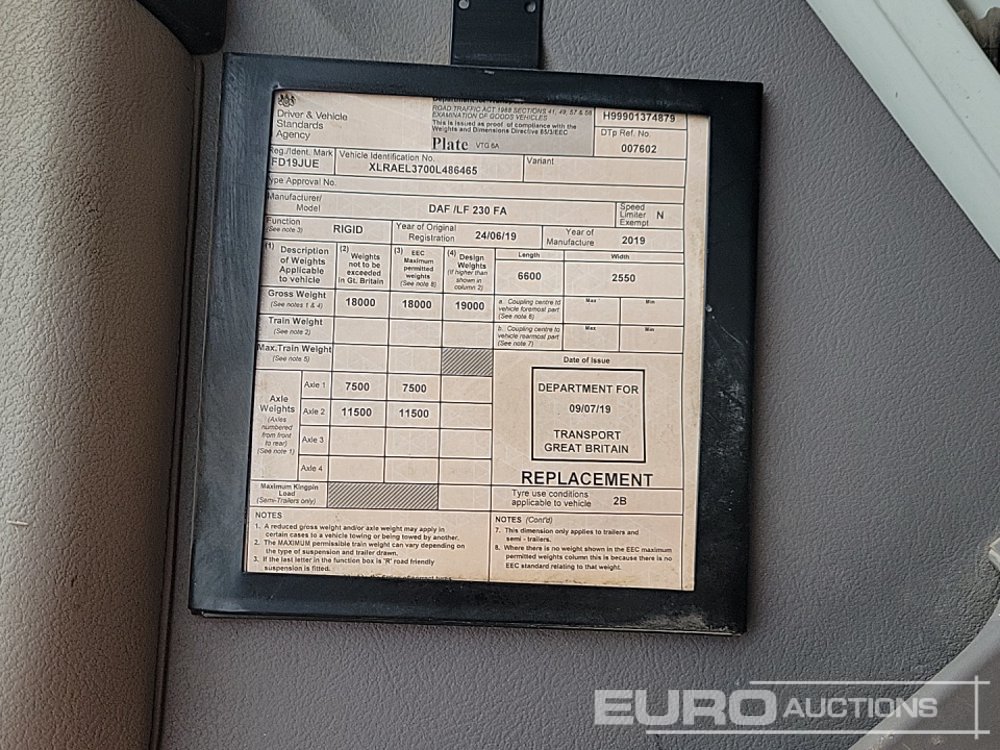 Driver & Vehicle
Standards
Agency
Department for
ROAD TRAFFIC ACT 1988 SECTIONS 41, 49, 57 & 58
EXAMINATION OF GOODS VEHICLES
This is issued as proof of compliance with the
Weights and Dimensions Directive 85/3/EEC
Plate VTG 6A
H99901374879
DTp Ref. No.
007602
Reg./Ident. Mark
FD19JUE
Vehicle Identification No.
XLRAEL3700L486465
Variant
Type Approval No.
Manufacturer/
Model
DAF /LF 230 FA
Speed
Limiter
Exempt
N
Function
(See note 3)
RIGID
Year of Original
Registration
24/06/19
Year of
Manufacture
2019
(1) Description
of Weights
Applicable
to vehicle
(2)
Weights
not to be
exceeded
in Gt. Britain
(3) EEC
Maximum
permitted
weights
(See note 8)
(4) Design
Weights
(if higher than
shown in
column 2)
Length
6600
Width
2550
Gross Weight
(See notes 1 & 4)
18000
18000
19000
a. Coupling centre to
vehicle foremost part
(See note 6)
Max
Min
Train Weight
(See note 2)
b. Coupling centre to
vehicle rearmost part
(See note 7)
Max
Min
Max.Train Weight
(See note 5)
Date of Issue
Axle
Weights
(Axles
numbered
from front
to rear)
(See note 1)
Axle 1
7500
7500
Axle 2
11500
11500
Axle 3
Axle 4
DEPARTMENT FOR
09/07/19
TRANSPORT
GREAT BRITAIN
REPLACEMENT
Maximum Kingpin
Load
(Semi-Trailers only)
Tyre use conditions
applicable to vehicle
2B
NOTES
1. A reduced gross weight and/or axle weight may apply in
certain cases to a vehicle towing or being towed by another.
2. The MAXIMUM permissible train weight can vary depending on
the type of suspension and trailer drawn.
3. If the last letter in the function box is 'R' road friendly
suspension is fitted.
NOTES (Cont'd)
7. This dimension only applies to trailers and
semi - trailers.
8. Where there is no weight shown in the EEC maximum
permitted weights column this is because there is no
EEC standard relating to that weight.
EURO AUCTIONS